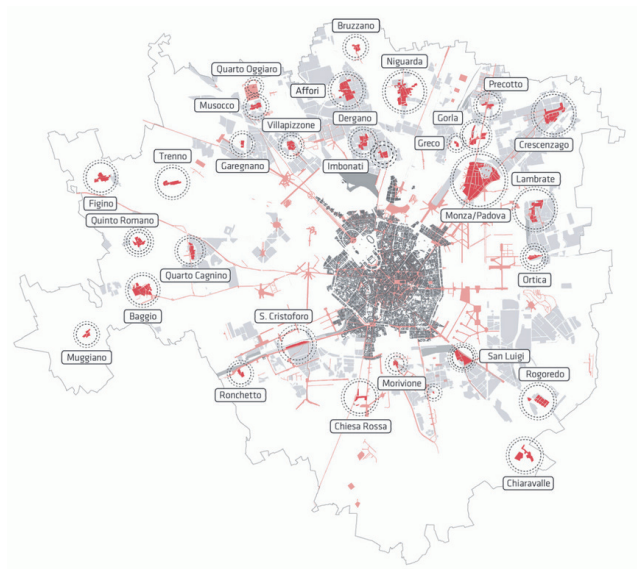 Bruzzano
Niguarda
Quarto Oggiaro
Affori
Precotto
Musocco
Dergano
Gorla
Villapizzone
Crescenzago
Greco
Trenno
Garegnano
Imbonati
Lambrate
Figino
Monza/Padova
Quinto Romano
Quarto Cagnino
Ortica
Baggio
S. Cristoforo
Muggiano
San Luigi
Rogoredo
Morivione
Ronchetto
Chiesa Rossa
Chiaravalle